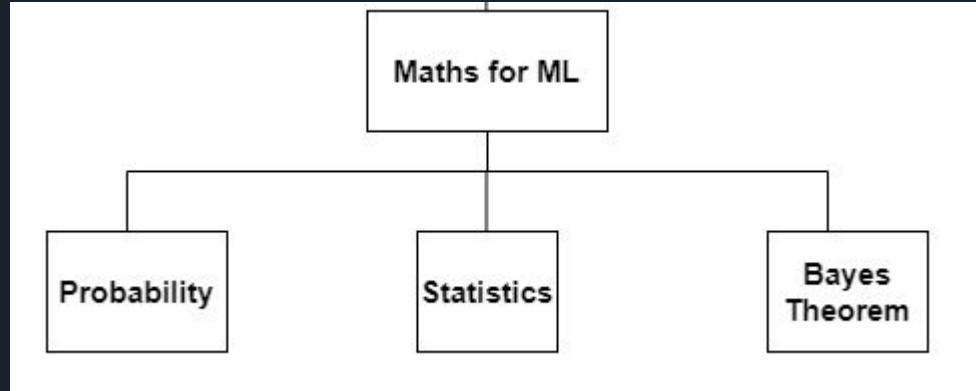 Maths for ML
Probability
Statistics
Bayes
Theorem